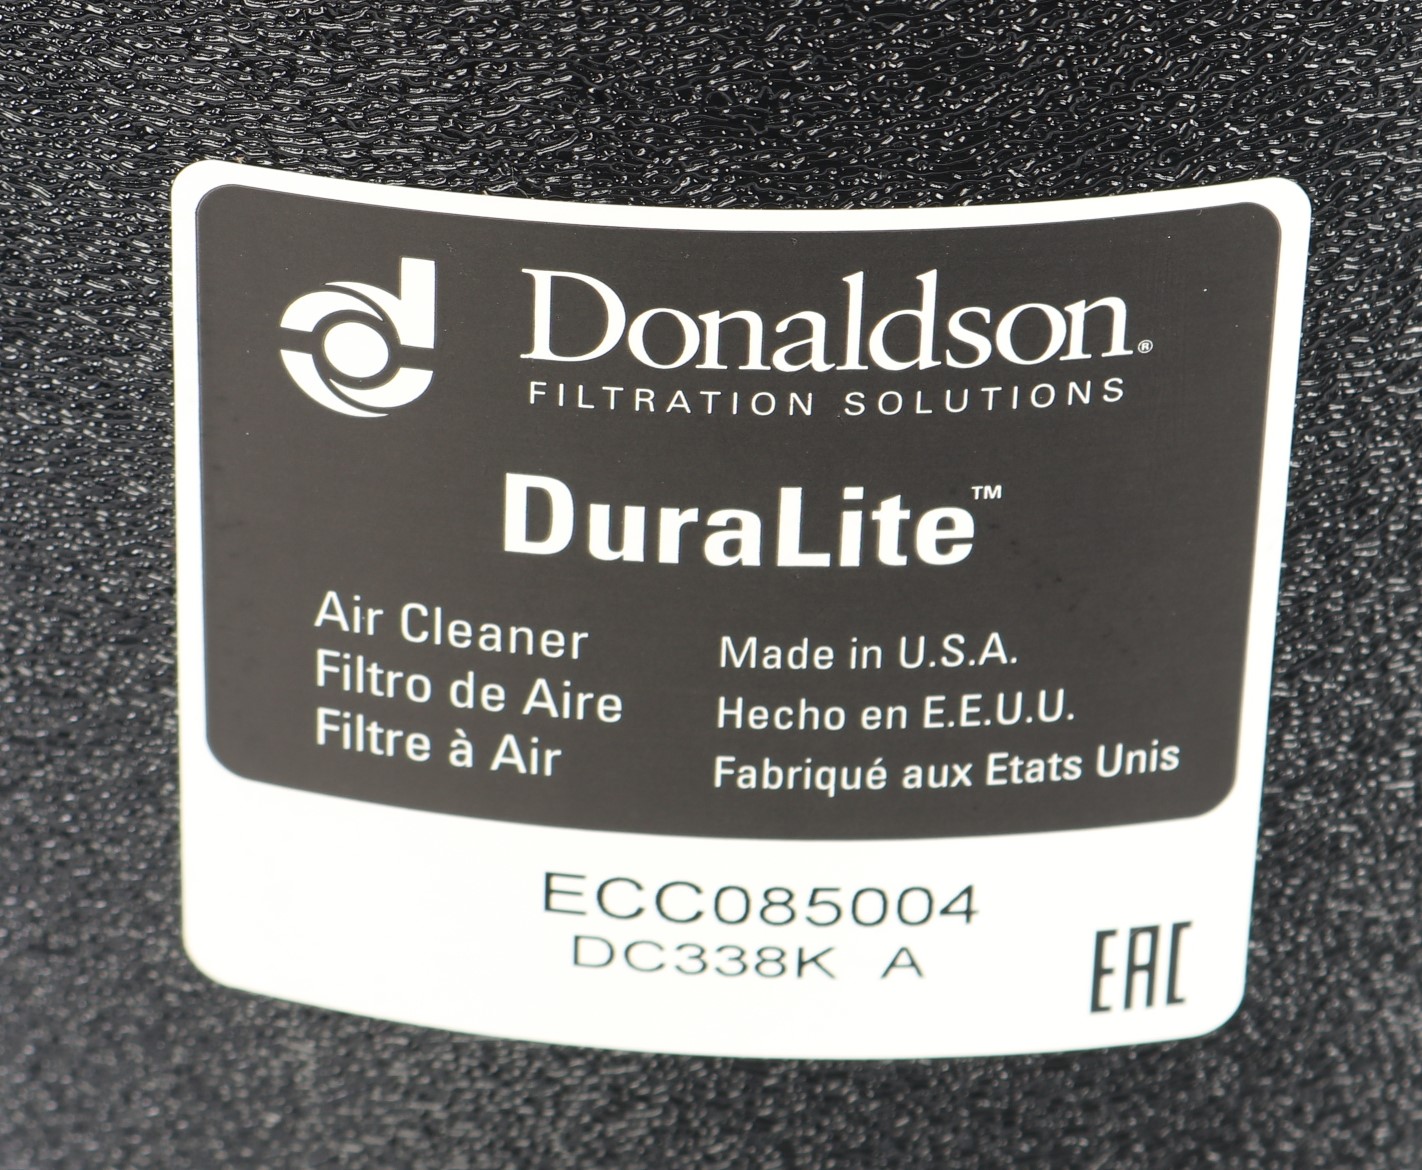 Donaldson®
FILTRATION SOLUTIONS
DuraLite™
Air Cleaner
Filtro de Aire
Filtre à Air
Made in U.S.A.
Hecho en E.E.U.U.
Fabriqué aux Etats Unis
ECC085004
DC338K A
EAC